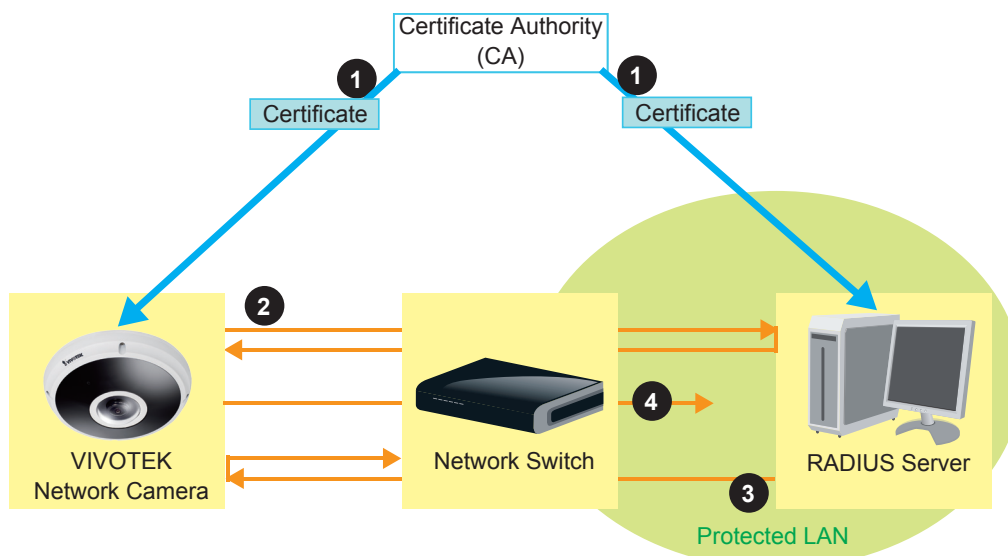 Certificate Authority
(CA)
1
1
Certificate
Certificate
2
VIVOTEK
4
VIVOTEK
Network Camera
Network Switch
RADIUS Server
3
Protected LAN